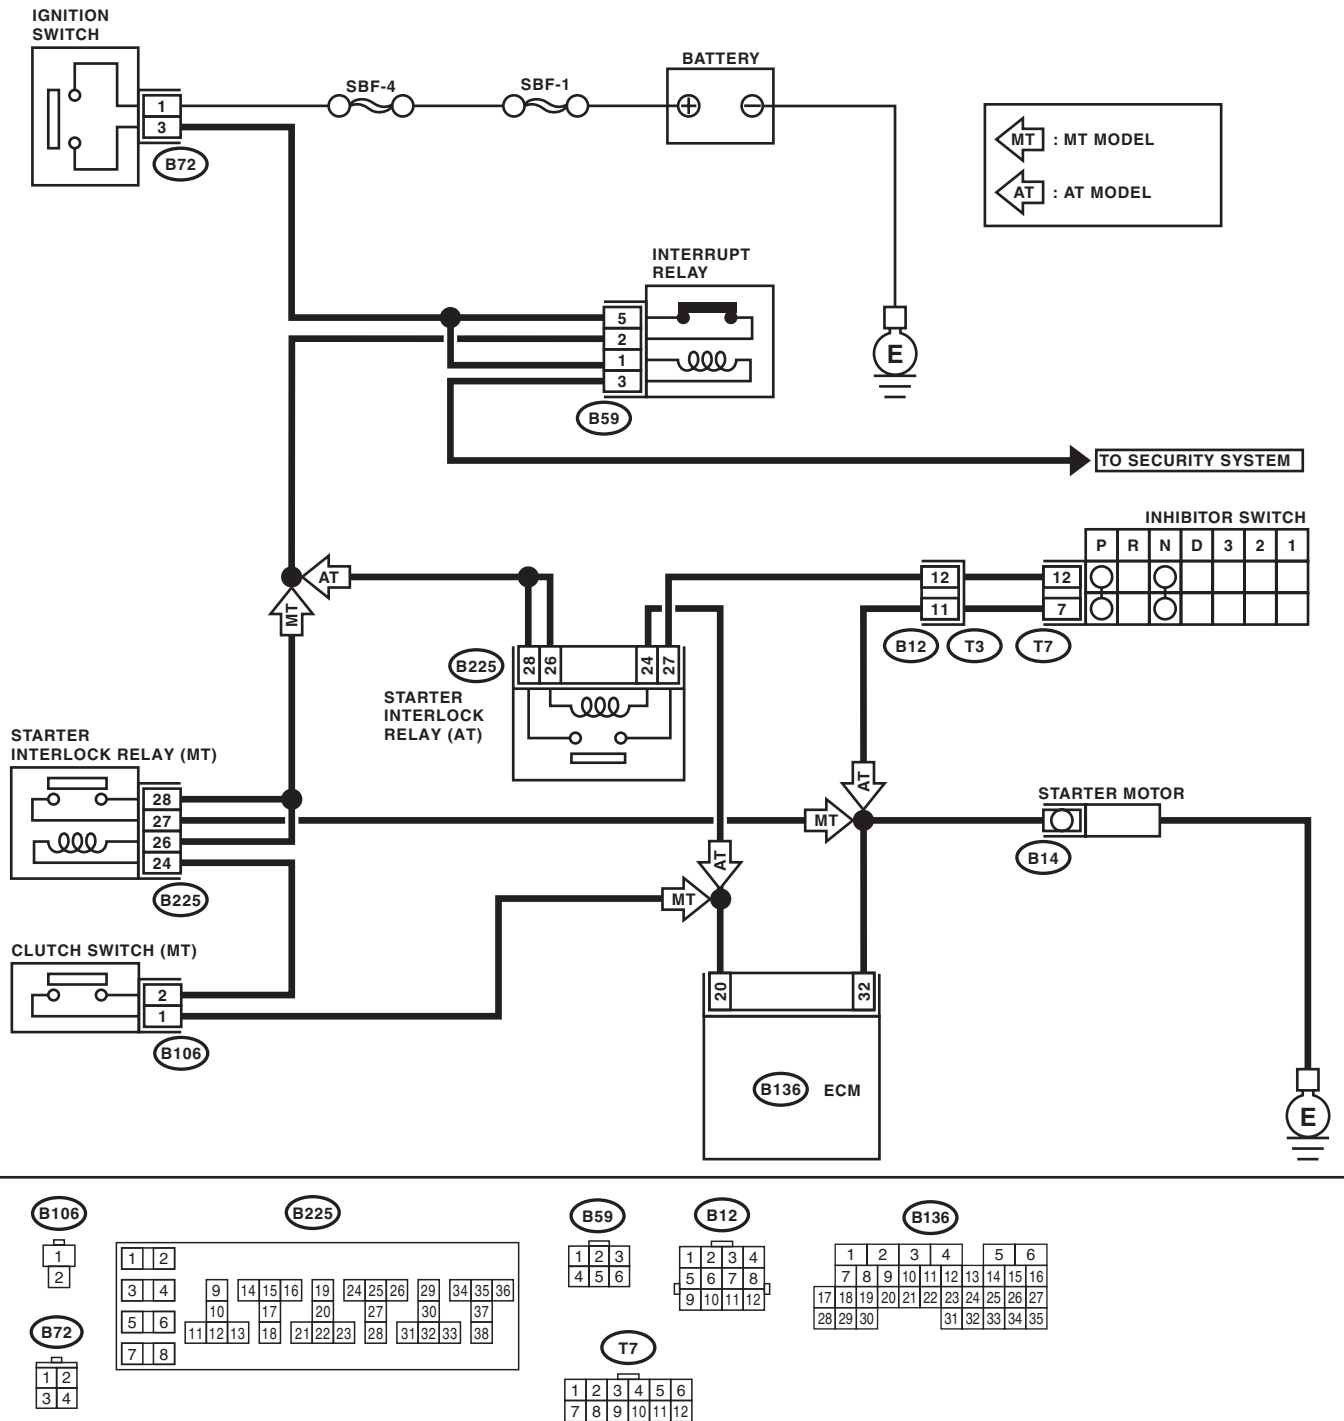 IGNITION
SWITCH
1
3
B72
SBF-4
SBF-1
BATTERY
MT : MT MODEL
AT : AT MODEL
INTERRUPT
RELAY
5
2
1
3
B59
E
TO SECURITY SYSTEM
INHIBITOR SWITCH
P R N D 3 2 1
12
11
12
7
B12 T3 T7
AT
MT
B225
28 26 24 27
STARTER
INTERLOCK
RELAY (AT)
STARTER
INTERLOCK RELAY (MT)
28
27
26
24
B225
AT
MT
STARTER MOTOR
B14
AT
MT
CLUTCH SWITCH (MT)
2
1
B106
20 32
B136 ECM
E
B106
1
2
B72
1 2
3 4
B225
1 2
3 4 9 14 15 16 19 24 25 26 29 34 35 36
10 17 20 27 30 37
5 6 11 12 13 18 21 22 23 28 31 32 33 38
7 8
B59
1 2 3
4 5 6
B12
1 2 3 4
5 6 7 8
9 10 11 12
B136
1 2 3 4 5 6
7 8 9 10 11 12 13 14 15 16
17 18 19 20 21 22 23 24 25 26 27
28 29 30 31 32 33 34 35
T7
1 2 3 4 5 6
7 8 9 10 11 12